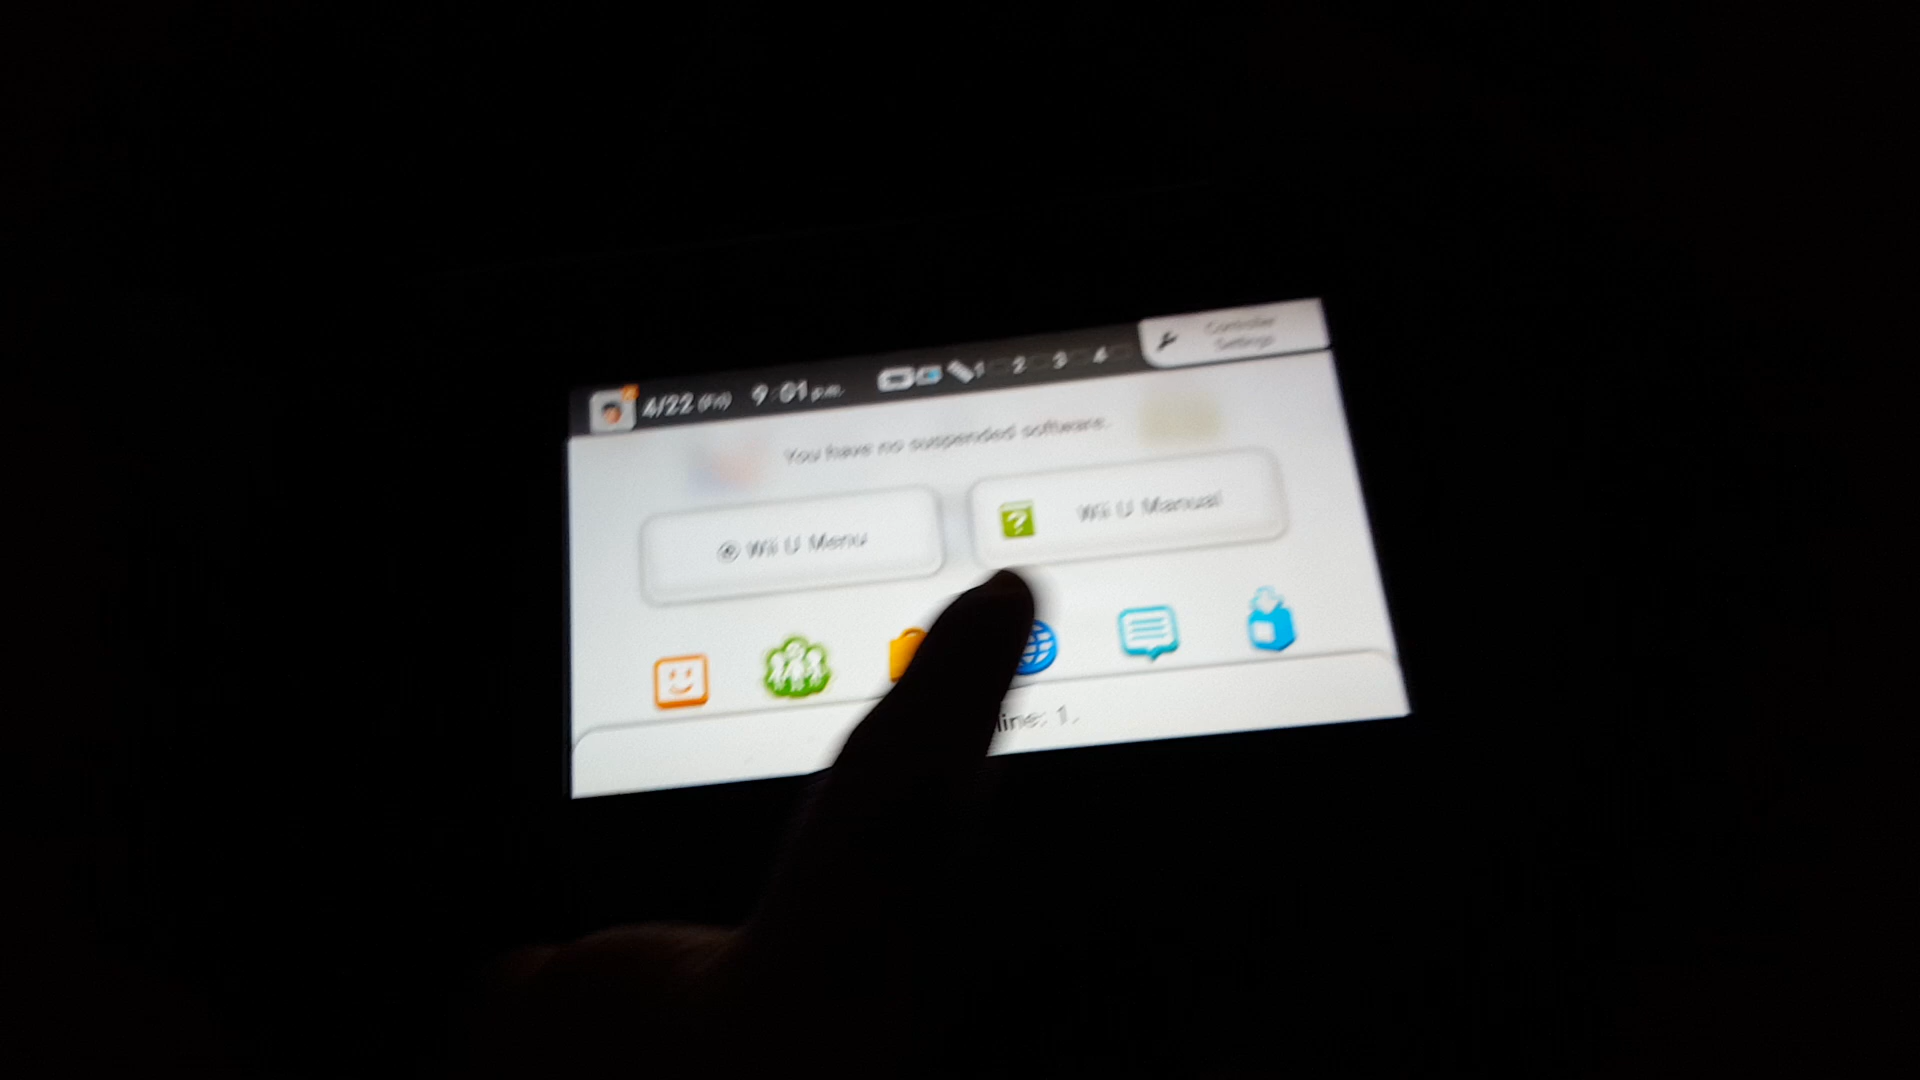 4/22 (Fri) 9:01 p.m. 1 2 3 4
Controller
Settings
You have no suspended software.
Wii U Menu
? Wii U Manual
line: 1.